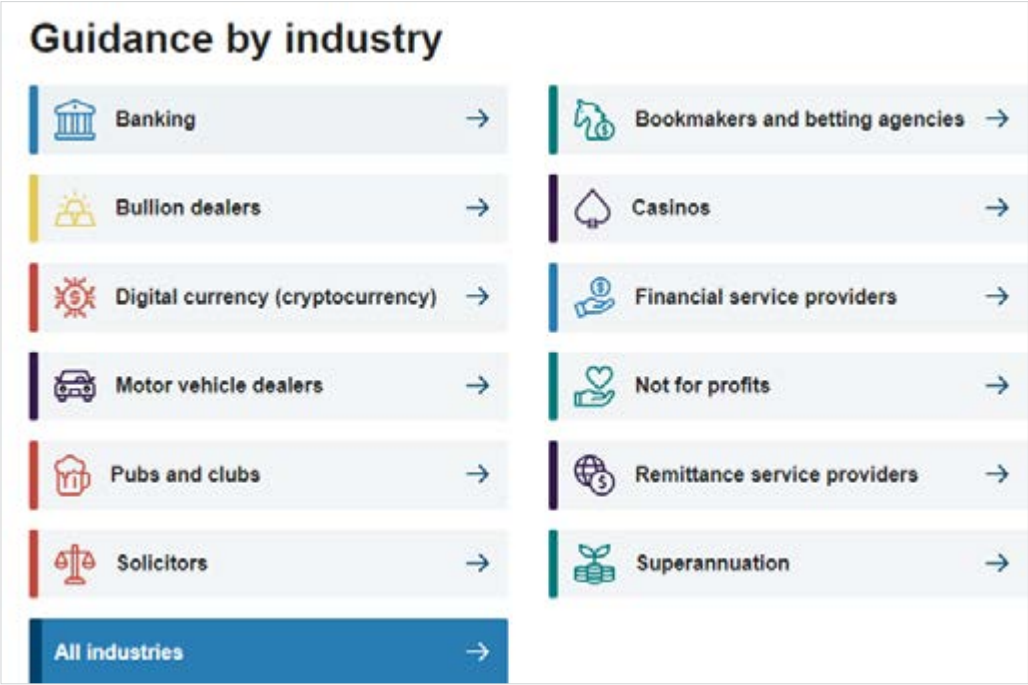 Guidance by industry
Banking
Bookmakers and betting agencies
Bullion dealers
Casinos
Digital currency (cryptocurrency)
Financial service providers
Motor vehicle dealers
Not for profits
Pubs and clubs
Remittance service providers
Solicitors
Superannuation
All industries